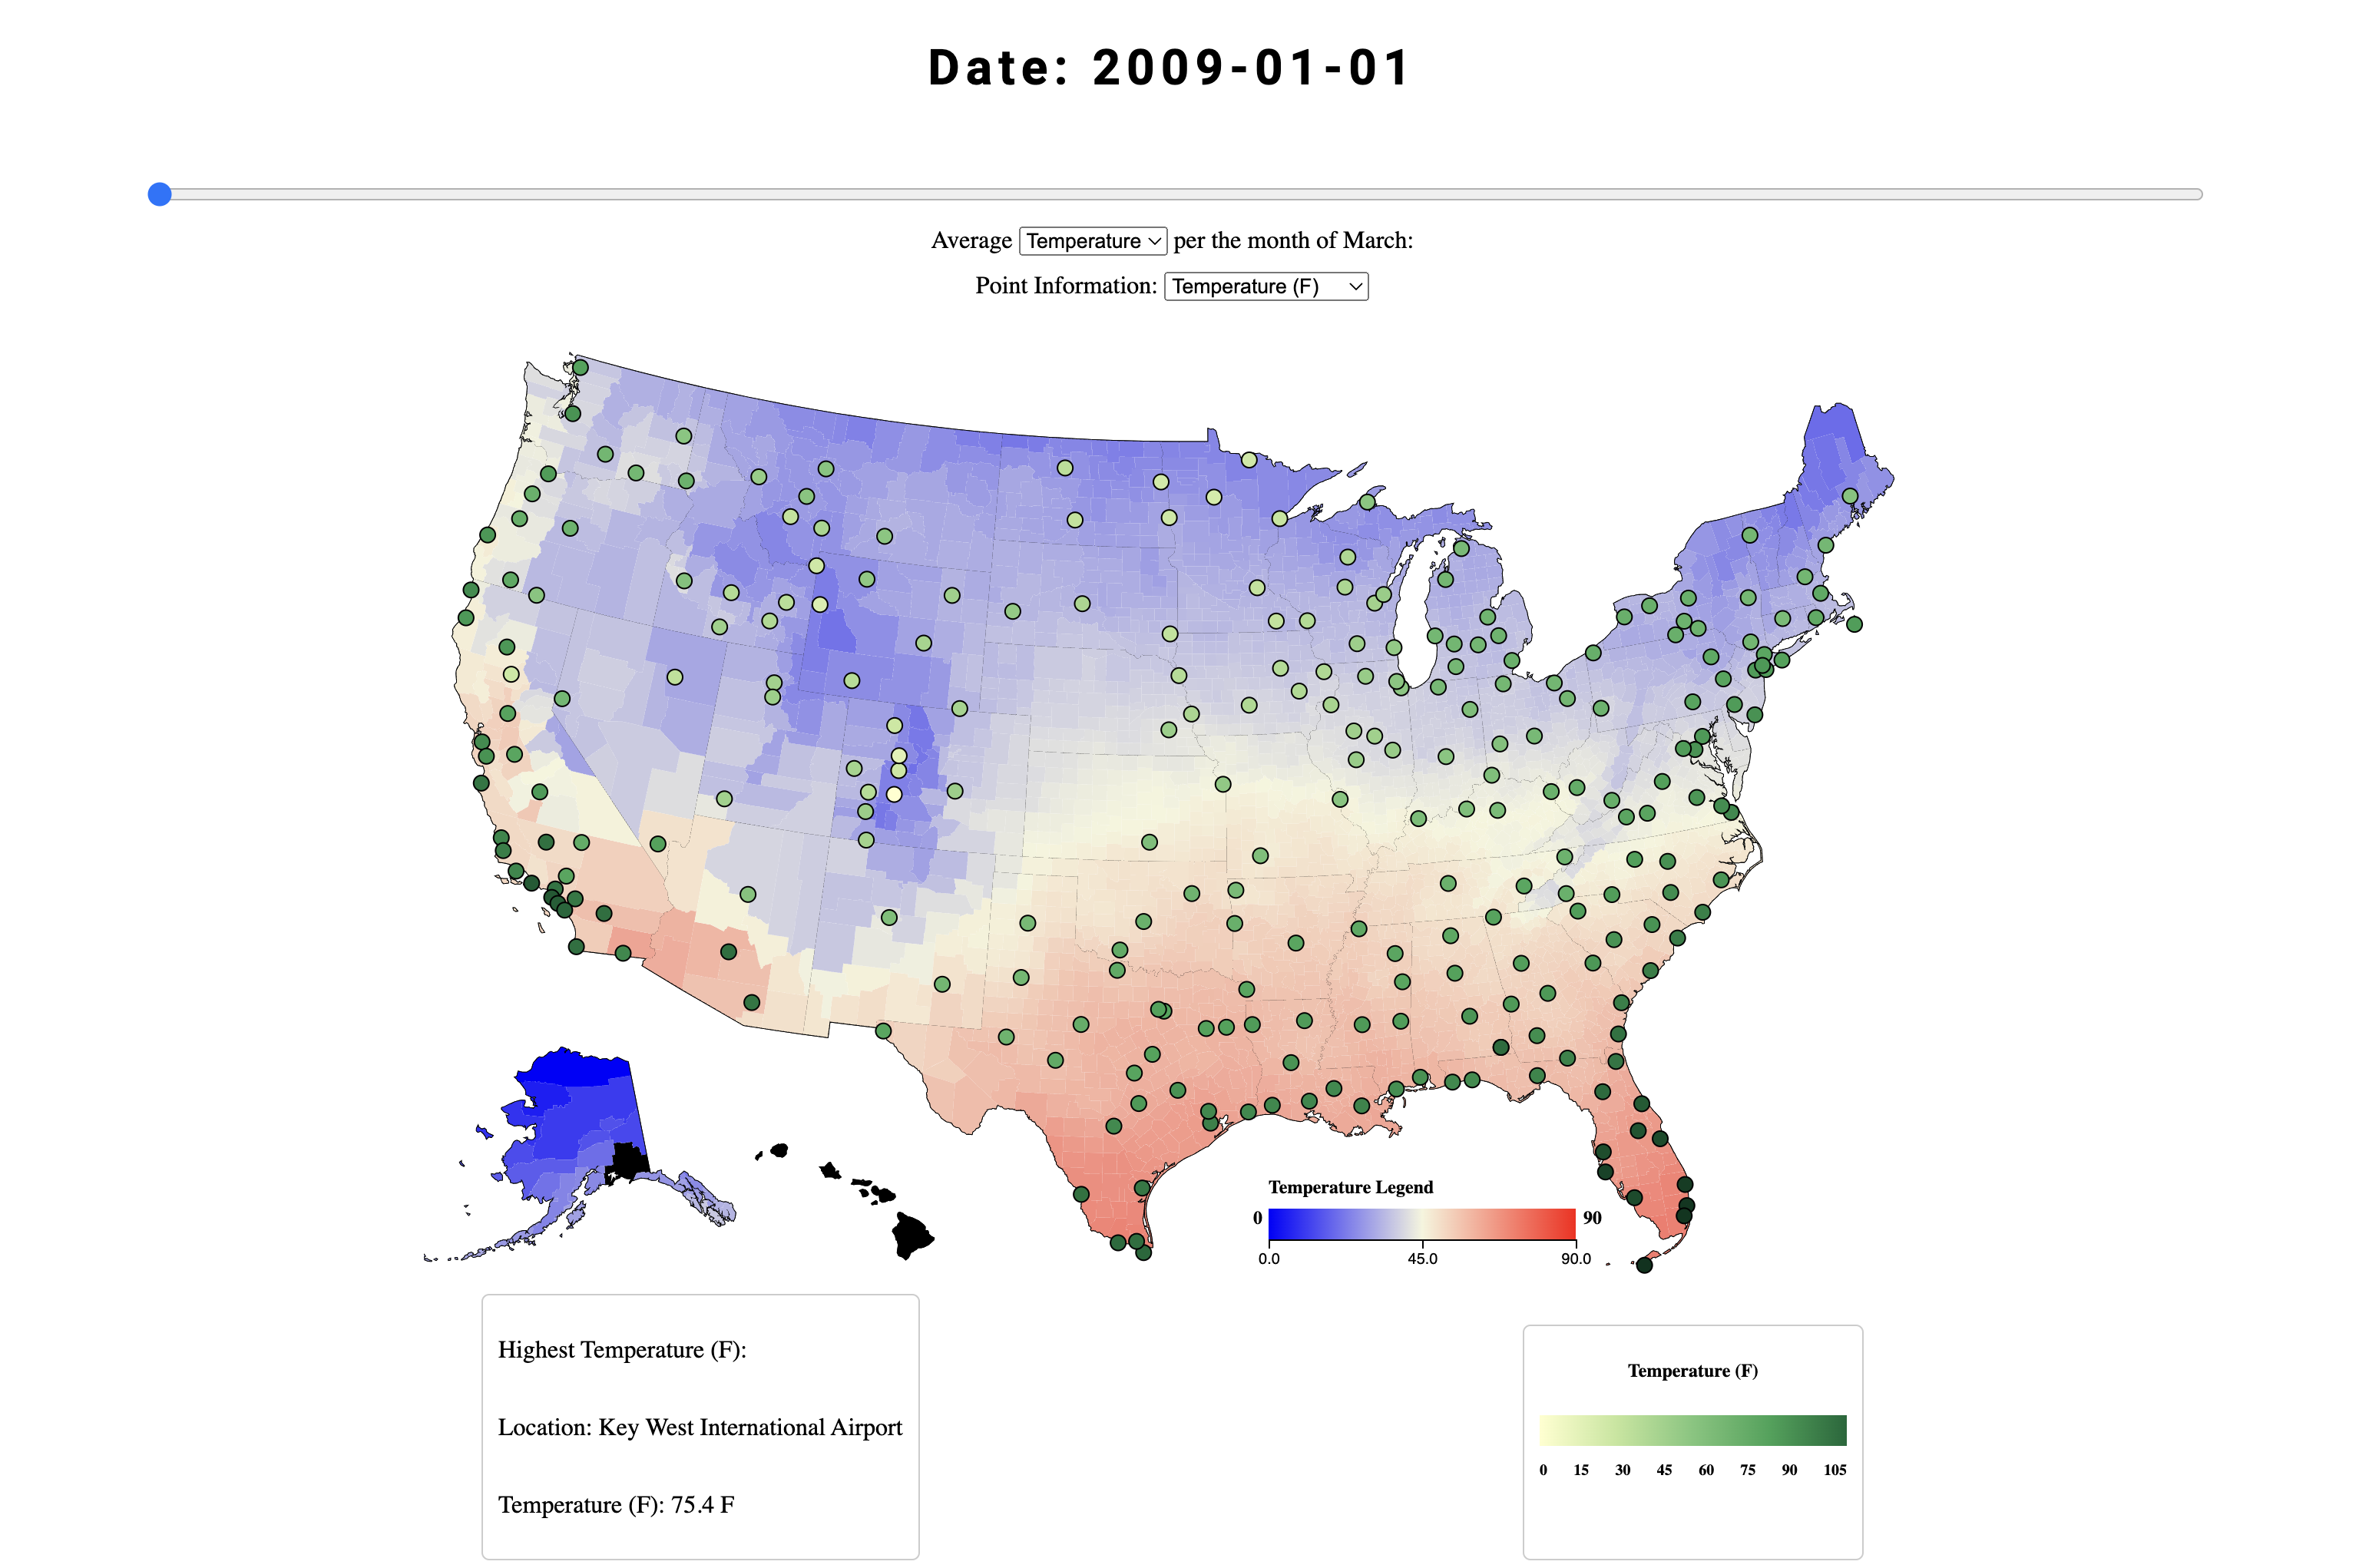 Date: 2009-01-01
Average Temperature per the month of March:
Point Information: Temperature (F)
Temperature Legend
0 90
0.0 45.0 90.0
Highest Temperature (F):
Location: Key West International Airport
Temperature (F): 75.4 F
Temperature (F)
0 15 30 45 60 75 90 105